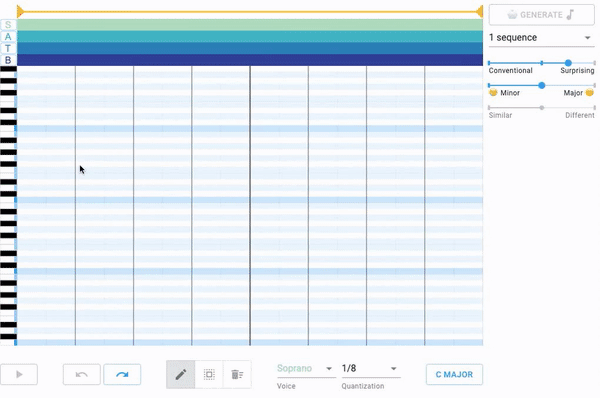 S
GENERATE
A
1 sequence
T
B
Conventional Surprising
Minor Major
Similar Different
Soprano 1/8 C MAJOR
Voice Quantization